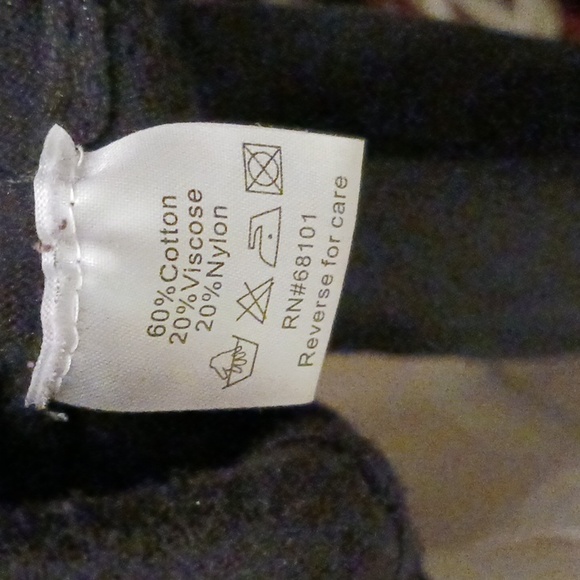 60%Cotton
20%Viscose
20%Nylon
RN#68101
Reverse for care